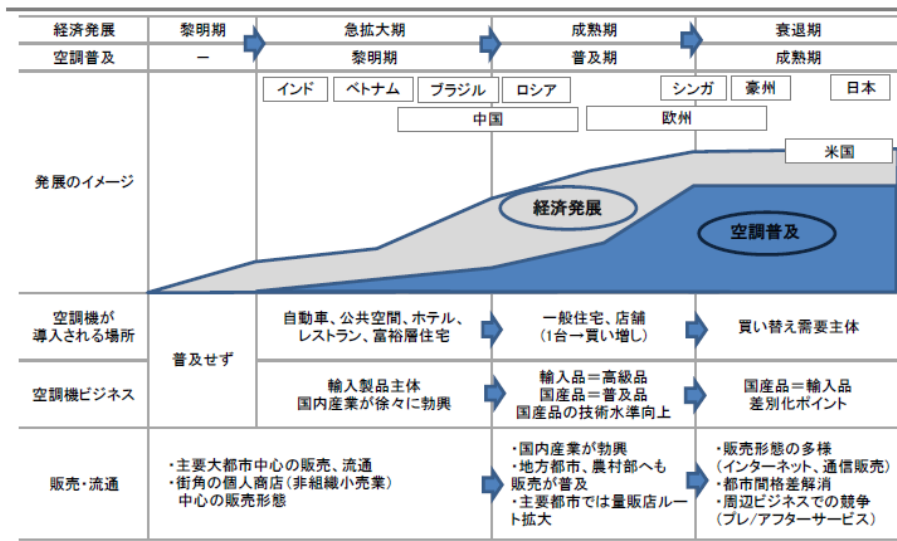 経済発展
黎明期
急拡大期
成熟期
衰退期
空調普及
－
黎明期
普及期
成熟期
インド
ベトナム
ブラジル
ロシア
シンガ
豪州
日本
中国
欧州
米国
発展のイメージ
経済発展
空調普及
空調機が
導入される場所
普及せず
自動車、公共空間、ホテル、
レストラン、富裕層住宅
一般住宅、店舗
(1台→買い増し)
買い替え需要主体
空調機ビジネス
輸入製品主体
国内産業が徐々に勃興
輸入品＝高級品
国産品＝普及品
国産品の技術水準向上
国産品＝輸入品
差別化ポイント
販売・流通
・主要大都市中心の販売、流通
・街角の個人商店(非組織小売業)
中心の販売形態
・国内産業が勃興
・地方都市、農村部へも
販売が普及
・主要都市では量販店ルー
ト拡大
・販売形態の多様
(インターネット、通信販売)
・都市間格差解消
・周辺ビジネスでの競争
(プレ/アフターサービス)